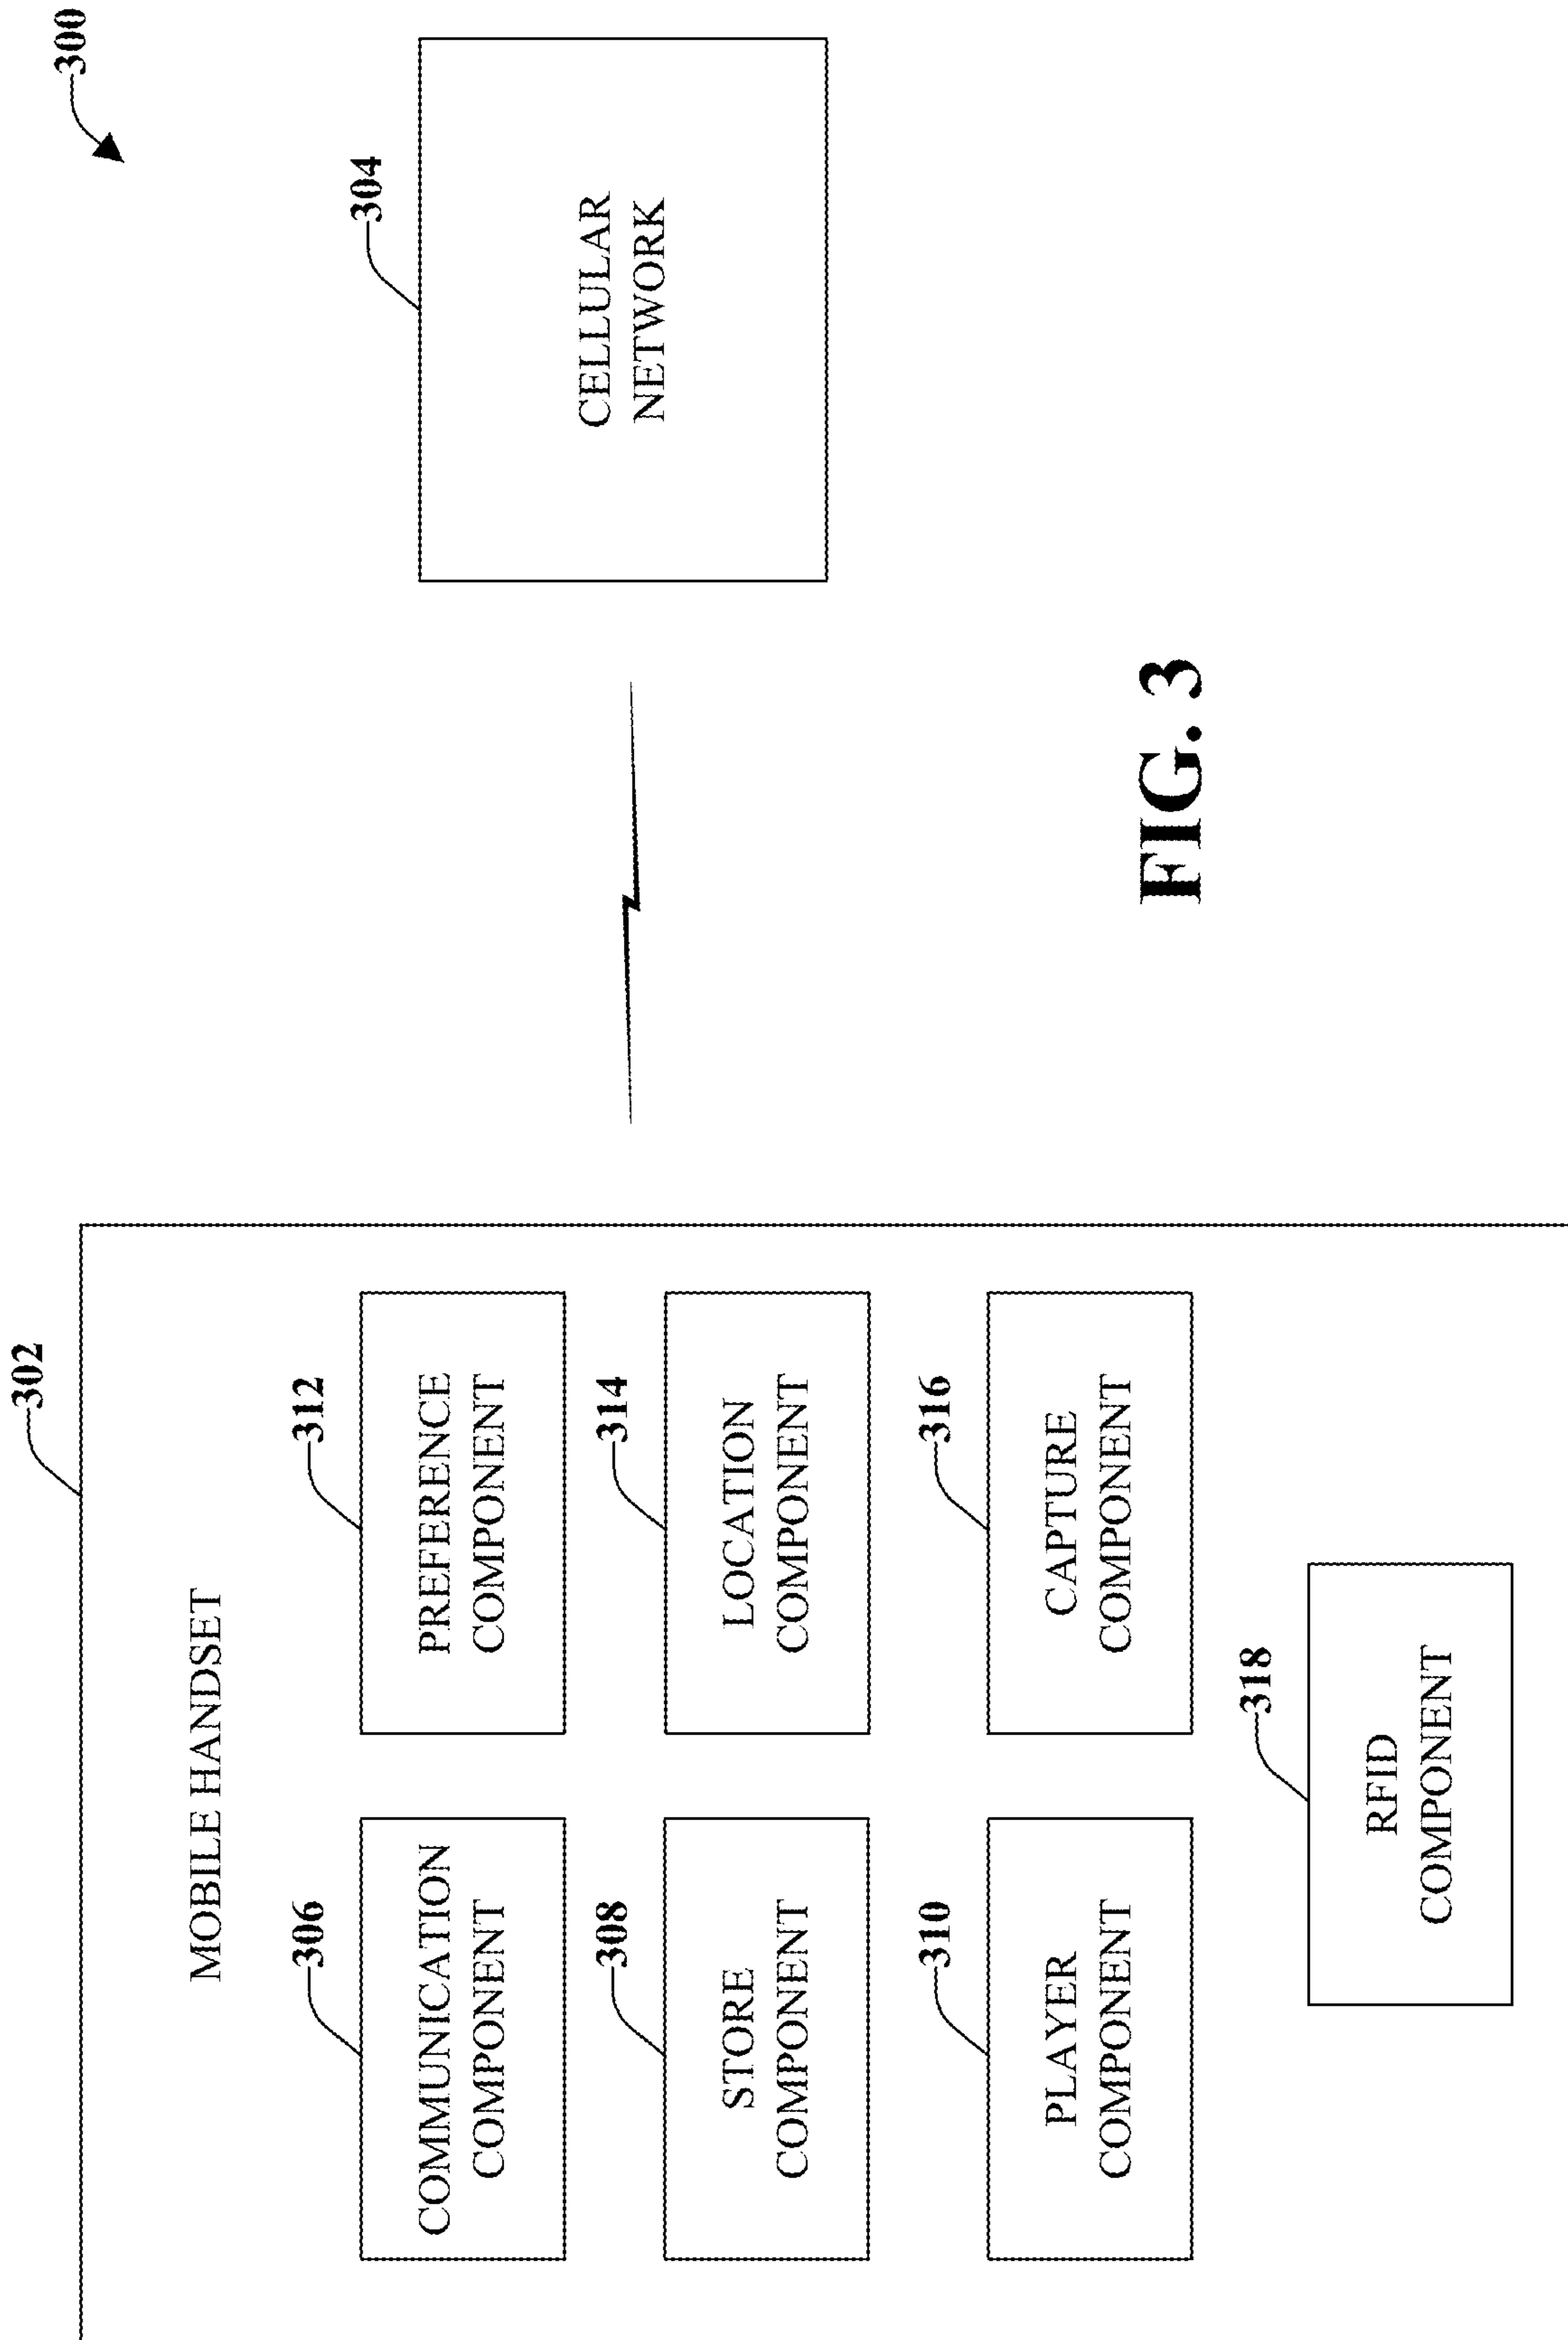 300
302
MOBILE HANDSET
306
COMMUNICATION
COMPONENT
312
PREFERENCE
COMPONENT
304
CELLULAR
NETWORK
308
STORE
COMPONENT
314
LOCATION
COMPONENT
310
PLAYER
COMPONENT
316
CAPTURE
COMPONENT
318
RFID
COMPONENT
FIG. 3